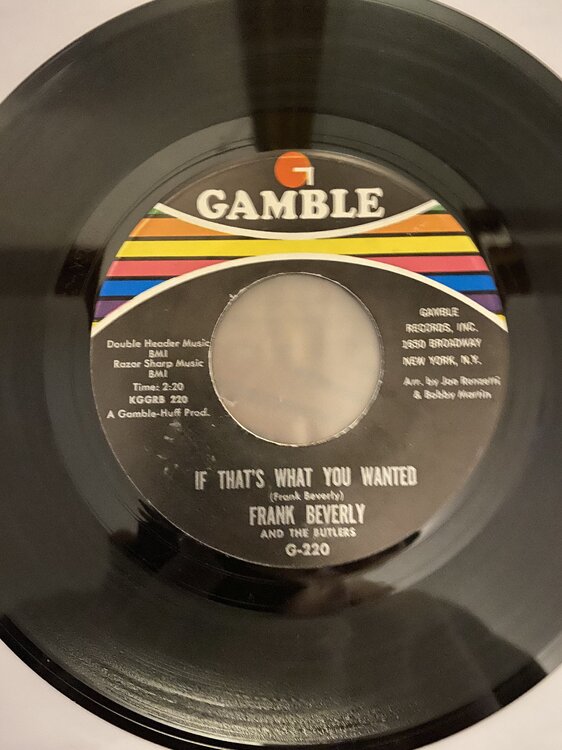 GAMBLE
Double Header Music
BMI
Razor Sharp Music
BMI
Time: 2:20
KGGRB 220
A Gamble-Huff Prod.
GAMBLE
RECORDS, INC.
1650 BROADWAY
NEW YORK, N.Y.
Arr. by Joe Renzetti
& Bobby Martin
IF THAT'S WHAT YOU WANTED
(Frank Beverly)
FRANK BEVERLY
AND THE BUTLERS
G-220